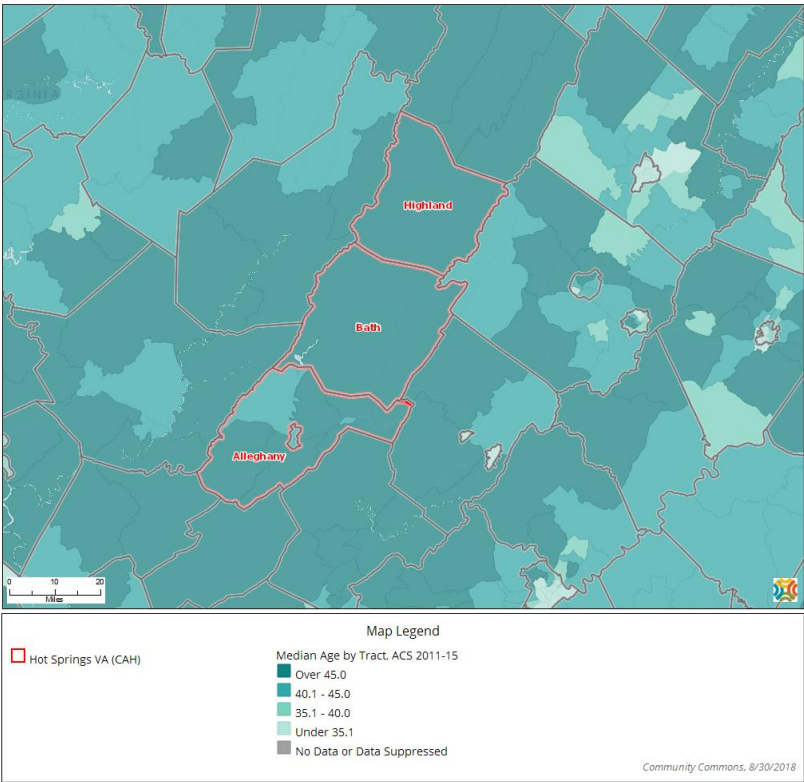 RGINIA
Highland
Bath
Alleghany
0 10 20
Miles
Map Legend
Hot Springs VA (CAH)
Median Age by Tract, ACS 2011-15
Over 45.0
40.1 - 45.0
35.1 - 40.0
Under 35.1
No Data or Data Suppressed
Community Commons, 8/30/2018